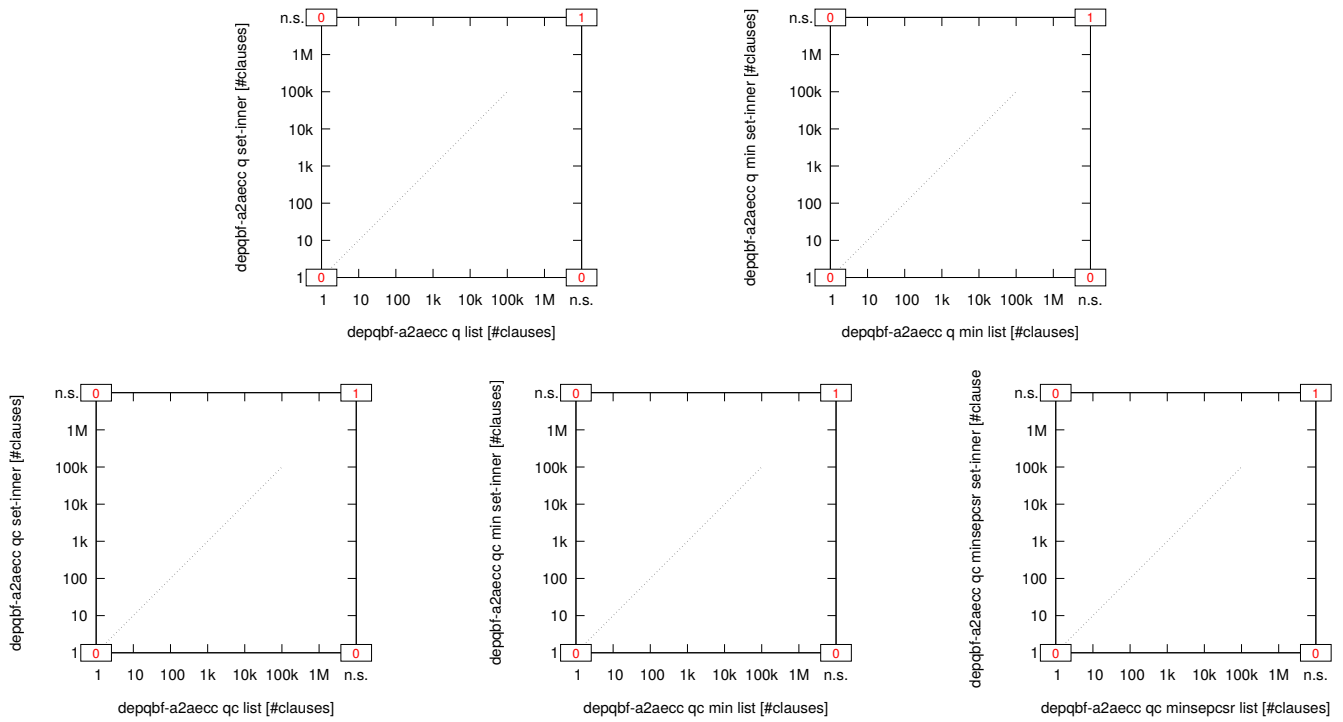 depqbf-a2aecc q set-inner [#clauses]
n.s.
1M
100k
10k
1k
100
10
1
0
1
0
0
1 10 100 1k 10k 100k 1M n.s.
depqbf-a2aecc q list [#clauses]
depqbf-a2aecc q min set-inner [#clauses]
n.s.
1M
100k
10k
1k
100
10
1
0
1
0
0
1 10 100 1k 10k 100k 1M n.s.
depqbf-a2aecc q min list [#clauses]
depqbf-a2aecc qc set-inner [#clauses]
n.s.
1M
100k
10k
1k
100
10
1
0
1
0
0
1 10 100 1k 10k 100k 1M n.s.
depqbf-a2aecc qc list [#clauses]
depqbf-a2aecc qc min set-inner [#clauses]
n.s.
1M
100k
10k
1k
100
10
1
0
1
0
0
1 10 100 1k 10k 100k 1M n.s.
depqbf-a2aecc qc min list [#clauses]
depqbf-a2aecc qc minsepcsr set-inner [#clause
n.s.
1M
100k
10k
1k
100
10
1
0
1
0
0
1 10 100 1k 10k 100k 1M n.s.
depqbf-a2aecc qc minsepcsr list [#clauses]